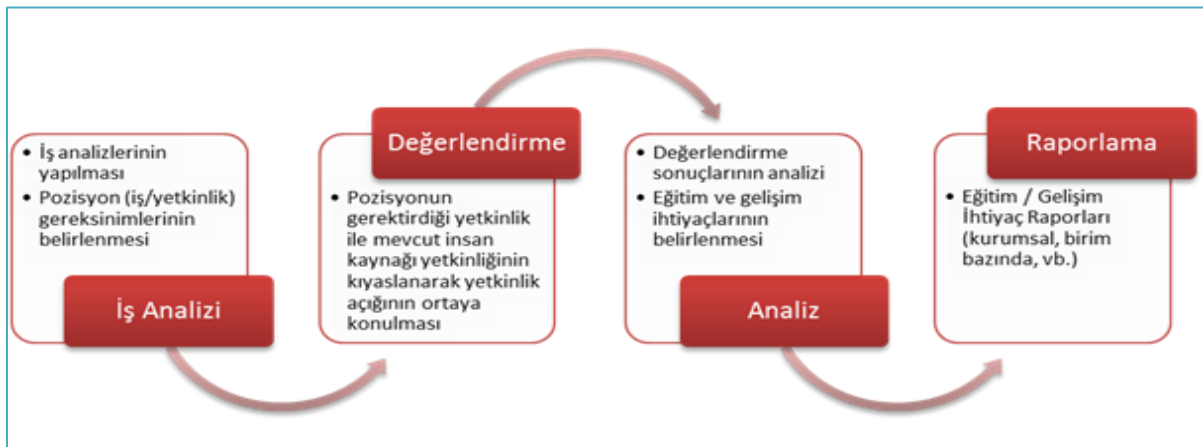 İş analizlerinin
yapılması
Pozisyon (iş/yetkinlik)
gereksinimlerinin
belirlenmesi
İş Analizi
Değerlendirme
Pozisyonun
gerektirdiği yetkinlik
ile mevcut insan
kaynağı yetkinliğinin
kıyaslanarak yetkinlik
açığının ortaya
konulması
Değerlendirme
sonuçlarının analizi
Eğitim ve gelişim
ihtiyaçlarının
belirlenmesi
Analiz
Raporlama
Eğitim / Gelişim
İhtiyaç Raporları
(kurumsal, birim
bazında, vb.)